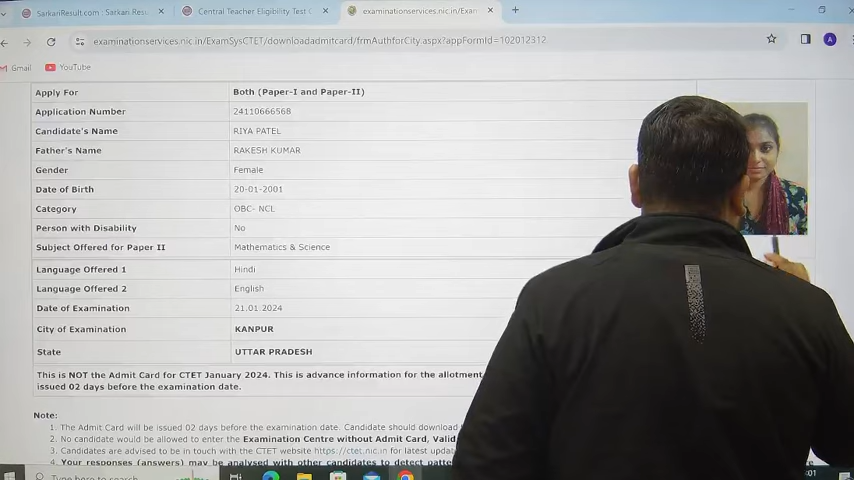 SarkariResult.com : Sarkari Resu
Central Teacher Eligibility Test
examinationservices.nic.in/Exam
examinationservices.nic.in/ExamSysCTET/downloadadmitcard/frmAuthforCity.aspx?appFormId=102012312
A
Gmail
YouTube
Apply For Both (Paper-I and Paper-II)
Application Number 24110666568
Candidate's Name RIYA PATEL
Father's Name RAKESH KUMAR
Gender Female
Date of Birth 20-01-2001
Category OBC- NCL
Person with Disability No
Subject Offered for Paper II Mathematics & Science
Language Offered 1 Hindi
Language Offered 2 English
Date of Examination 21.01.2024
City of Examination KANPUR
State UTTAR PRADESH
This is NOT the Admit Card for CTET January 2024. This is advance information for the allotment
issued 02 days before the examination date.
Note:
1. The Admit Card will be issued 02 days before the examination date. Candidate should download
2. No candidate would be allowed to enter the Examination Centre without Admit Card, Valid
3. Candidates are advised to be in touch with the CTET website https://ctet.nic.in for latest
4. Your responses (answers) may be analysed with other candidates to detect
Type here to search